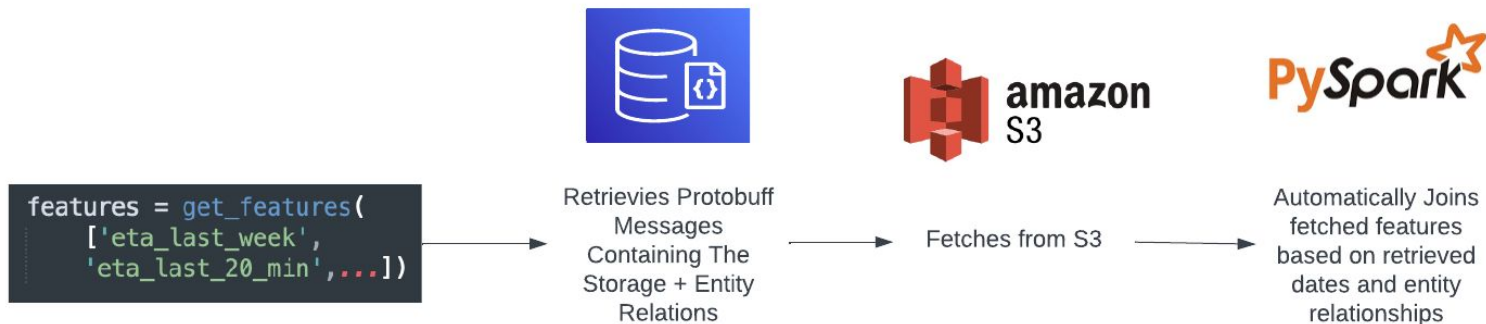 features = get_features(
['eta_last_week',
'eta_last_20_min',...])
{}
Retrievies Protobuff
Messages
Containing The
Storage + Entity
Relations
amazon
S3
Fetches from S3
PySpark
Automatically Joins
fetched features
based on retrieved
dates and entity
relationships